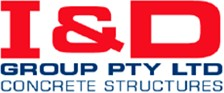 I&D
GROUP PTY LTD
CONCRETE STRUCTURES